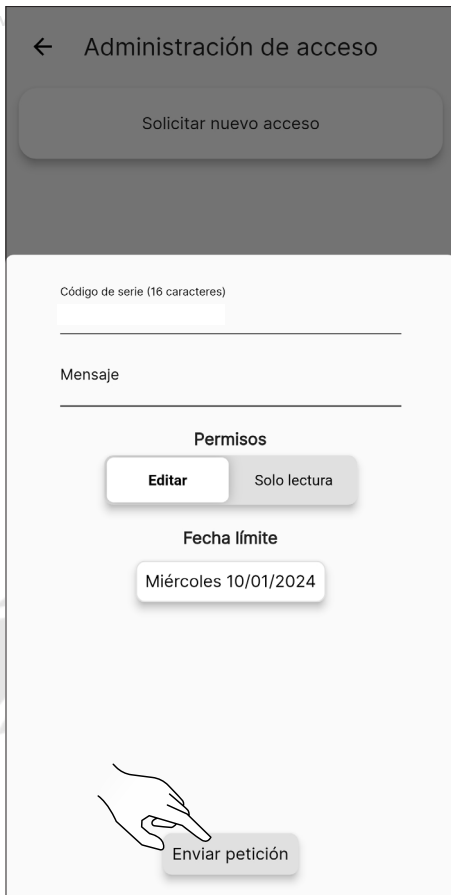 Administración de acceso
Solicitar nuevo acceso
Código de serie (16 caracteres)
Mensaje
Permisos
Editar Solo lectura
Fecha límite
Miércoles 10/01/2024
Enviar petición